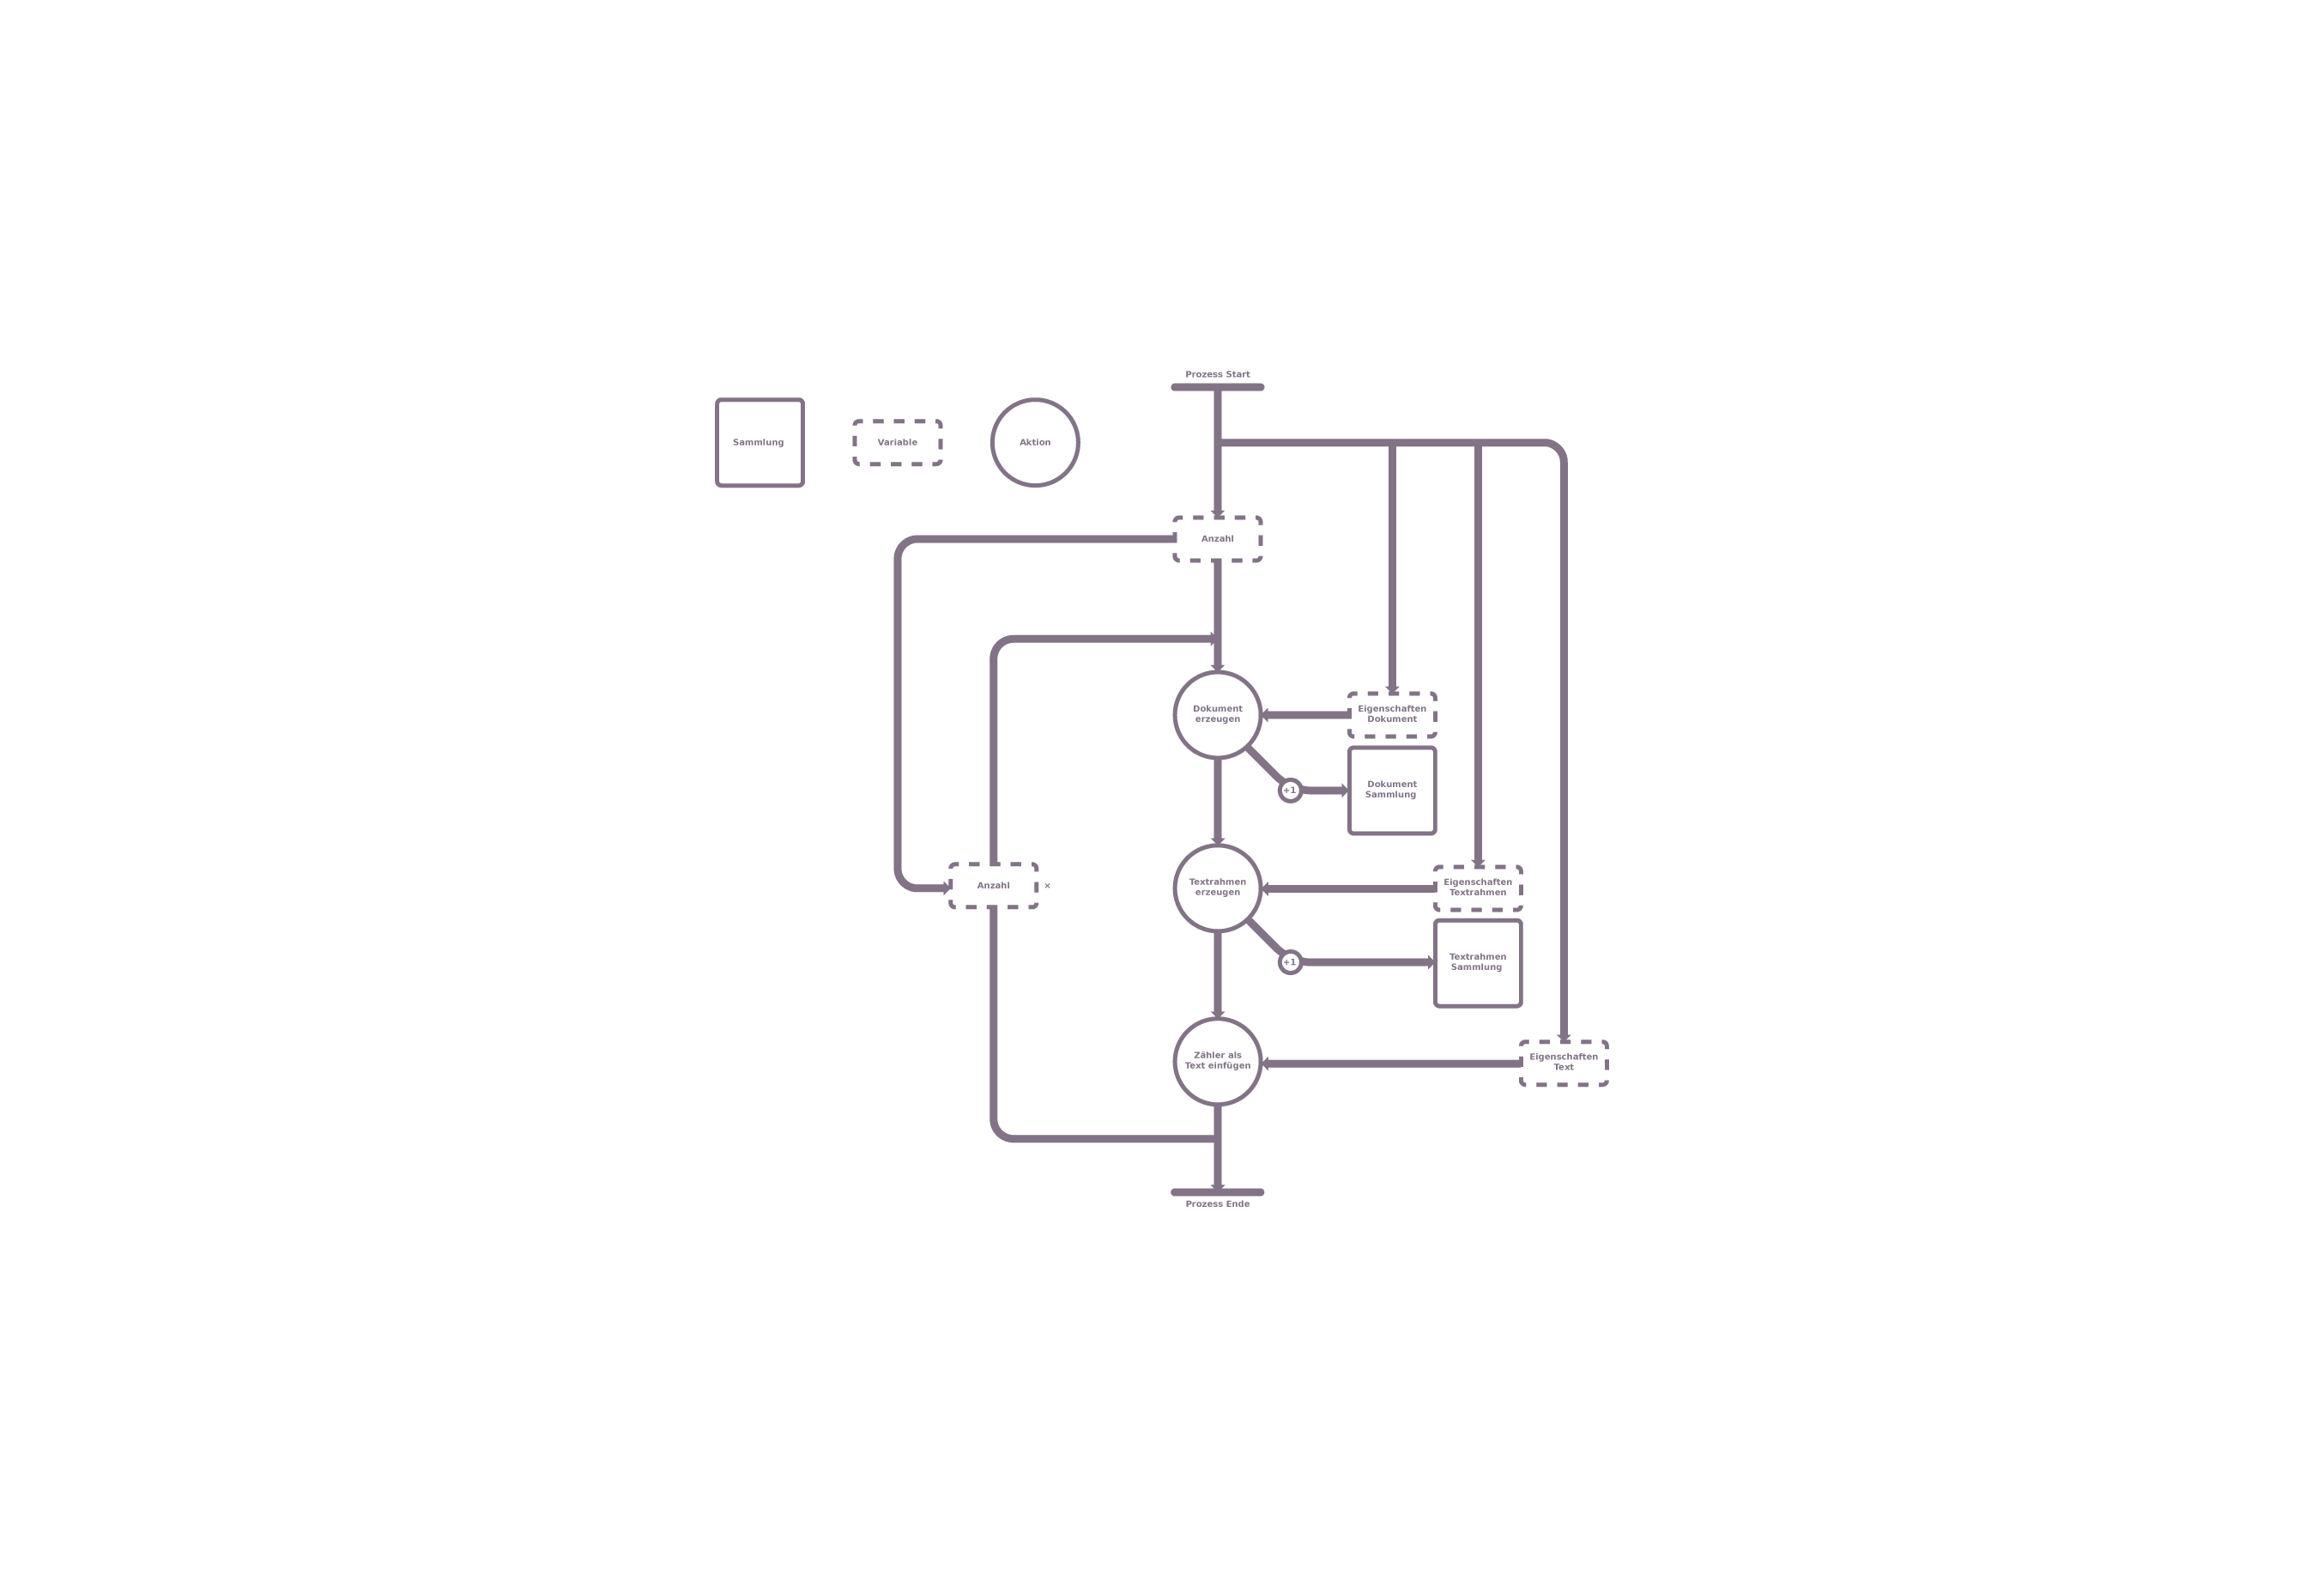 Prozess Start
Sammlung
Variable
Aktion
Anzahl
Dokument
erzeugen
Eigenschaften
Dokument
+1
Dokument
Sammlung
Anzahl
×
Textrahmen
erzeugen
Eigenschaften
Textrahmen
+1
Textrahmen
Sammlung
Zähler als
Text einfügen
Eigenschaften
Text
Prozess Ende